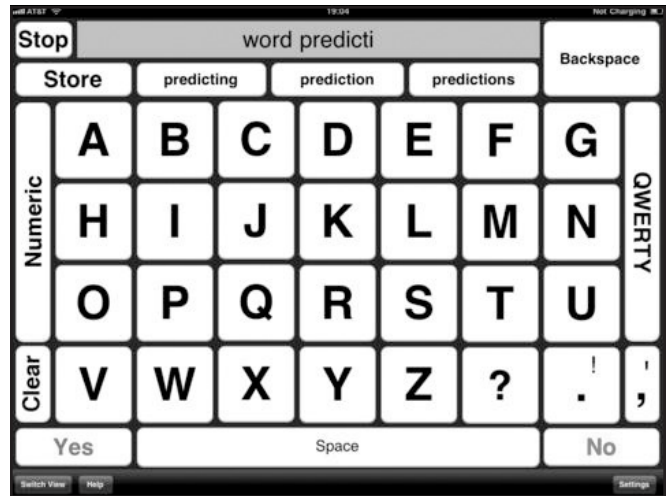 AT&T 19:04 Not Charging
Stop word predicti Backspace
Store predicting prediction predictions
Numeric A B C D E F G QWERTY
H I J K L M N
O P Q R S T U
Clear V W X Y Z ? ! . ' ,
Yes Space No
Switch View Help Settings